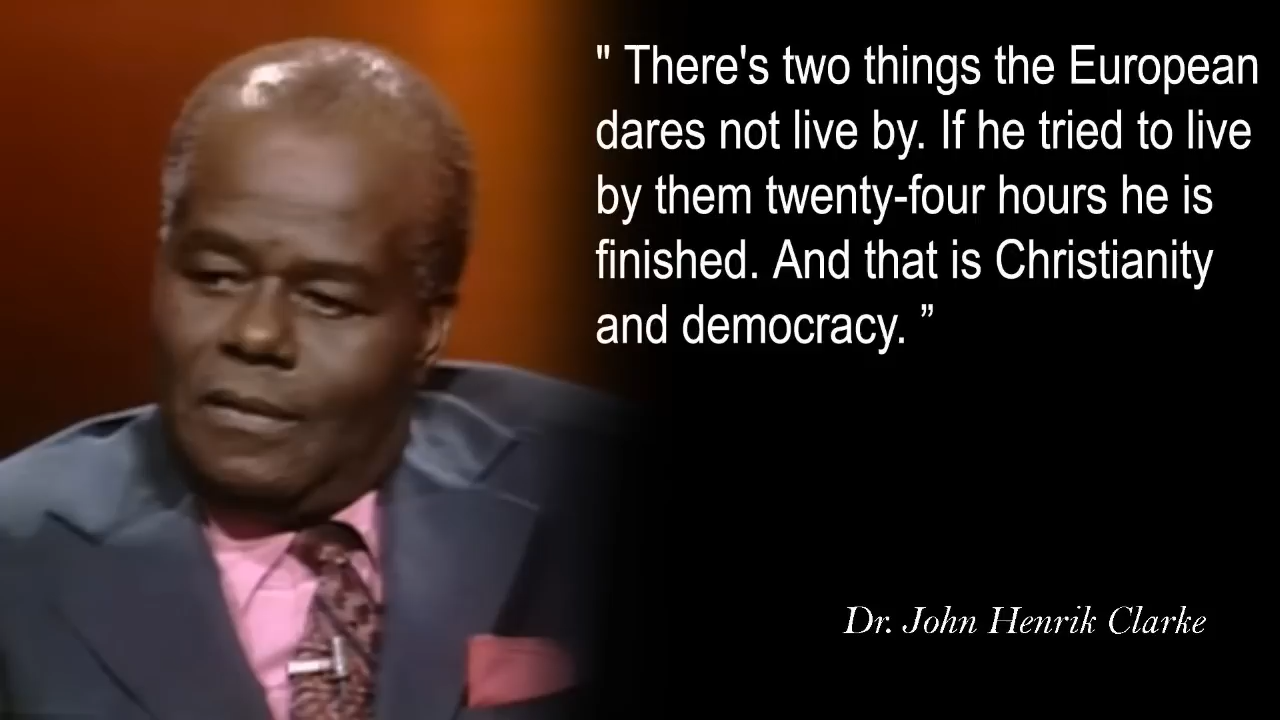 " There's two things the European
dares not live by. If he tried to live
by them twenty-four hours he is
finished. And that is Christianity
and democracy. ”
Dr. John Henrik Clarke